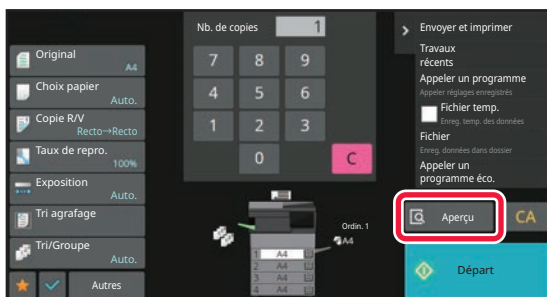 Nb. de copies 1
Original
A4
Choix papier
Auto.
Copie R/V
Recto→Recto
Taux de repro.
100%
Exposition
Auto.
Tri agrafage
Tri/Groupe
Auto.
Autres
7 8 9
4 5 6
1 2 3
0 C
Ordin. 1
A4
1 A4
2 A4
3 A4
4 A4
Envoyer et imprimer
Travaux
récents
Appeler un programme
Appeler réglages enregistrés
Fichier temp.
Enreg. temp. des données
Fichier
Enreg. données dans dossier
Appeler un
programme éco.
Aperçu
CA
Départ